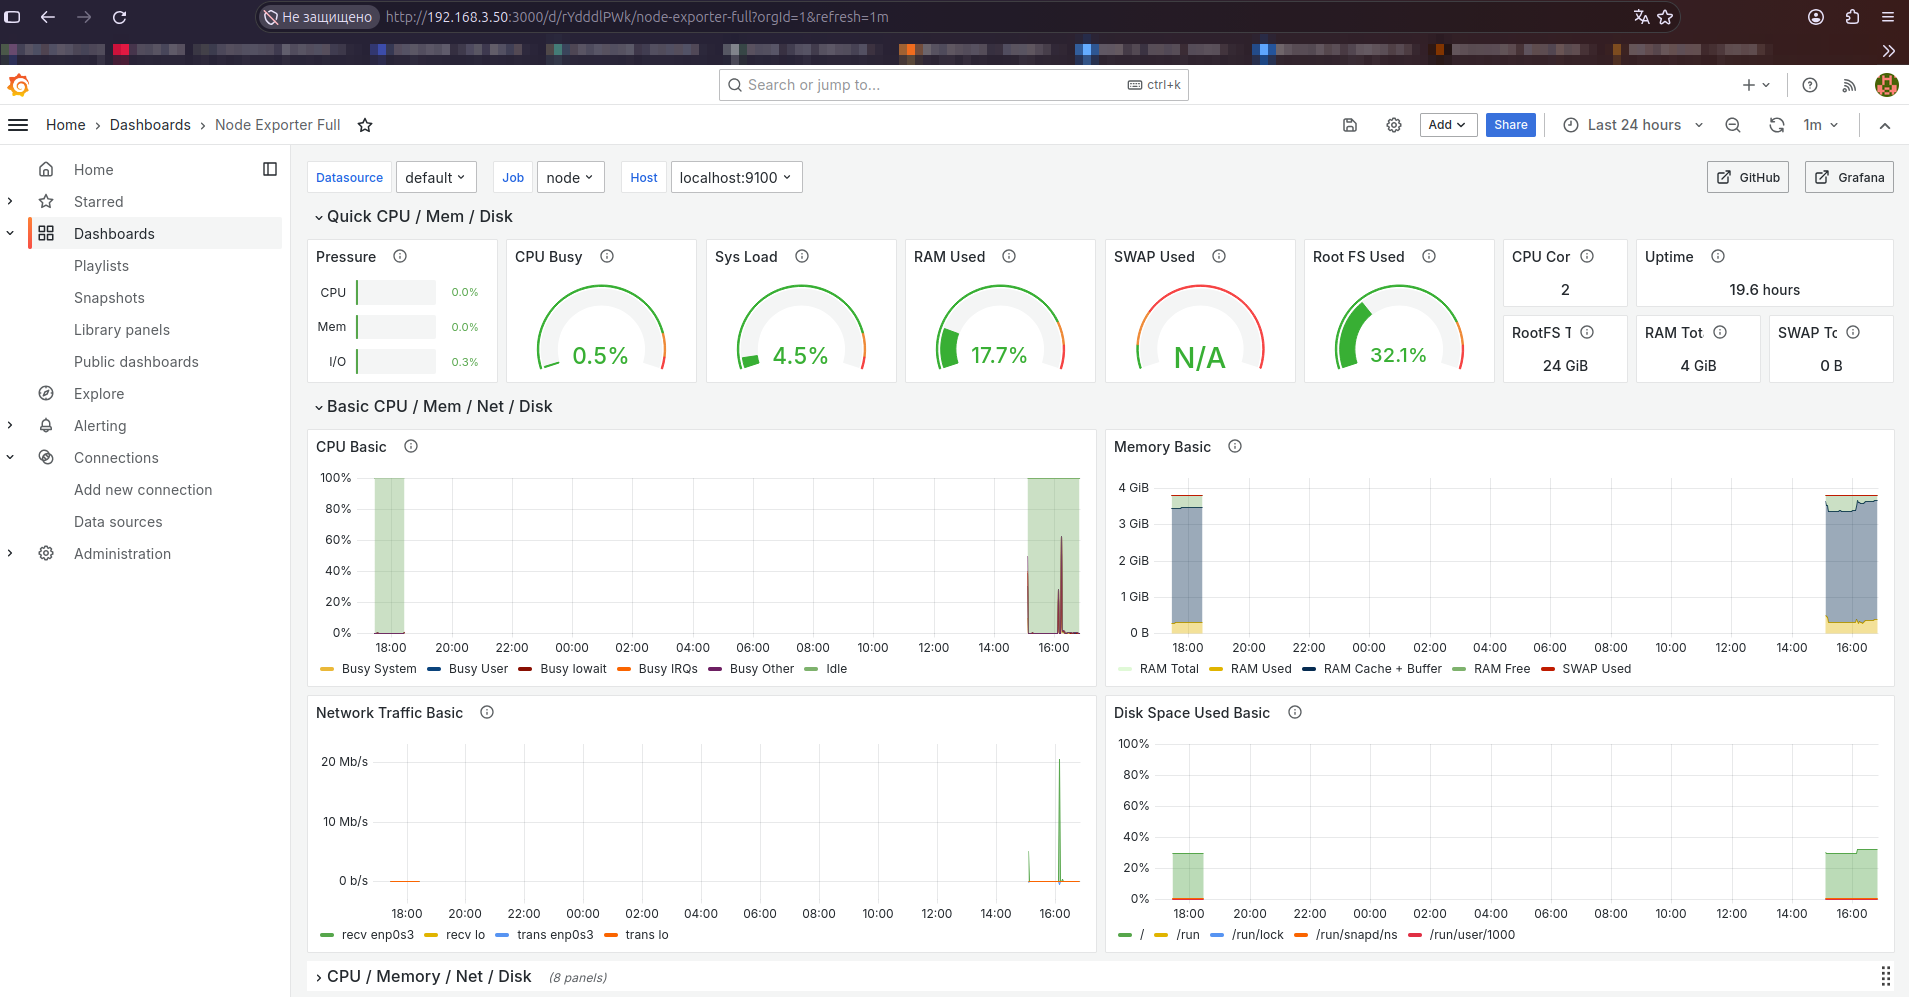 Не защищено http://192.168.3.50:3000/d/rYdddlPWk/node-exporter-full?orgId=1&refresh=1m
Search or jump to... ctrl+k
Home › Dashboards › Node Exporter Full Add Share Last 24 hours 1m
Home
Starred
Dashboards
Playlists
Snapshots
Library panels
Public dashboards
Explore
Alerting
Connections
Add new connection
Data sources
Administration
Datasource default Job node Host localhost:9100 GitHub Grafana
Quick CPU / Mem / Disk
Pressure
CPU 0.0%
Mem 0.0%
I/O 0.3%
CPU Busy
0.5%
Sys Load
4.5%
RAM Used
17.7%
SWAP Used
N/A
Root FS Used
32.1%
CPU Cor
2
Uptime
19.6 hours
RootFS T
24 GiB
RAM Tot
4 GiB
SWAP To
0 B
Basic CPU / Mem / Net / Disk
CPU Basic
100%
80%
60%
40%
20%
0%
18:00 20:00 22:00 00:00 02:00 04:00 06:00 08:00 10:00 12:00 14:00 16:00
Busy System Busy User Busy Iowait Busy IRQs Busy Other Idle
Memory Basic
4 GiB
3 GiB
2 GiB
1 GiB
0 B
18:00 20:00 22:00 00:00 02:00 04:00 06:00 08:00 10:00 12:00 14:00 16:00
RAM Total RAM Used RAM Cache + Buffer RAM Free SWAP Used
Network Traffic Basic
20 Mb/s
10 Mb/s
0 b/s
18:00 20:00 22:00 00:00 02:00 04:00 06:00 08:00 10:00 12:00 14:00 16:00
recv enp0s3 recv lo trans enp0s3 trans lo
Disk Space Used Basic
100%
80%
60%
40%
20%
0%
18:00 20:00 22:00 00:00 02:00 04:00 06:00 08:00 10:00 12:00 14:00 16:00
/ /run /run/lock /run/snapd/ns /run/user/1000
CPU / Memory / Net / Disk (8 panels)